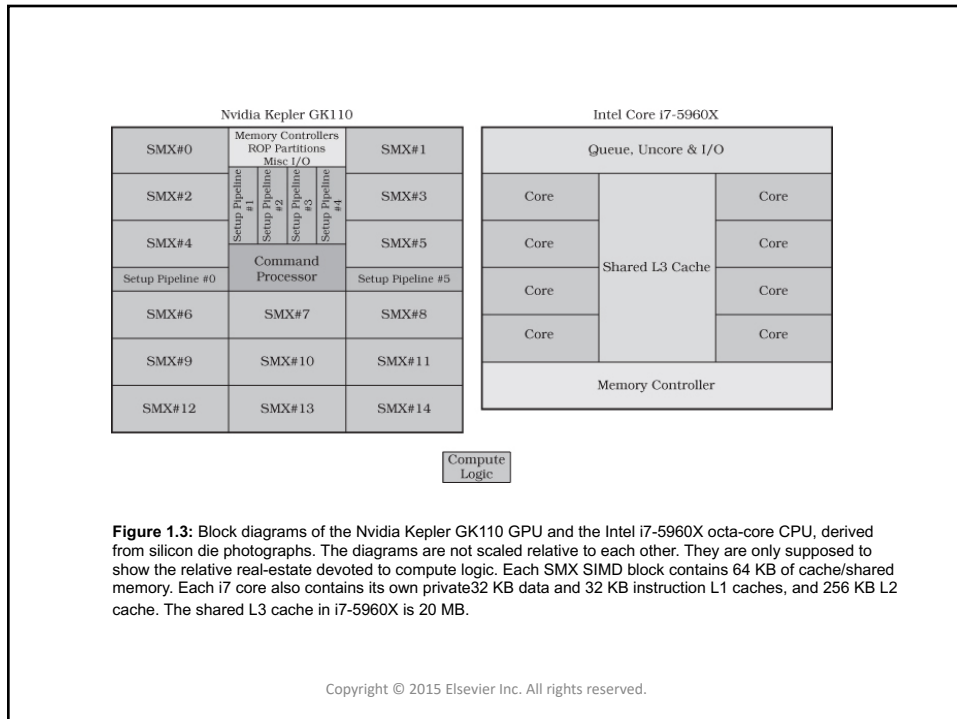 Nvidia Kepler GK110
SMX#0
Memory Controllers
ROP Partitions
Misc I/O
SMX#1
SMX#2
Setup Pipeline
#1
Setup Pipeline
#2
Setup Pipeline
#3
Setup Pipeline
#4
SMX#3
SMX#4
SMX#5
Command
Processor
Setup Pipeline #0
Setup Pipeline #5
SMX#6
SMX#7
SMX#8
SMX#9
SMX#10
SMX#11
SMX#12
SMX#13
SMX#14
Intel Core i7-5960X
Queue, Uncore & I/O
Core
Core
Core
Core
Shared L3 Cache
Core
Core
Core
Core
Memory Controller
Compute
Logic
Figure 1.3: Block diagrams of the Nvidia Kepler GK110 GPU and the Intel i7-5960X octa-core CPU, derived
from silicon die photographs. The diagrams are not scaled relative to each other. They are only supposed to
show the relative real-estate devoted to compute logic. Each SMX SIMD block contains 64 KB of cache/shared
memory. Each i7 core also contains its own private32 KB data and 32 KB instruction L1 caches, and 256 KB L2
cache. The shared L3 cache in i7-5960X is 20 MB.
Copyright © 2015 Elsevier Inc. All rights reserved.